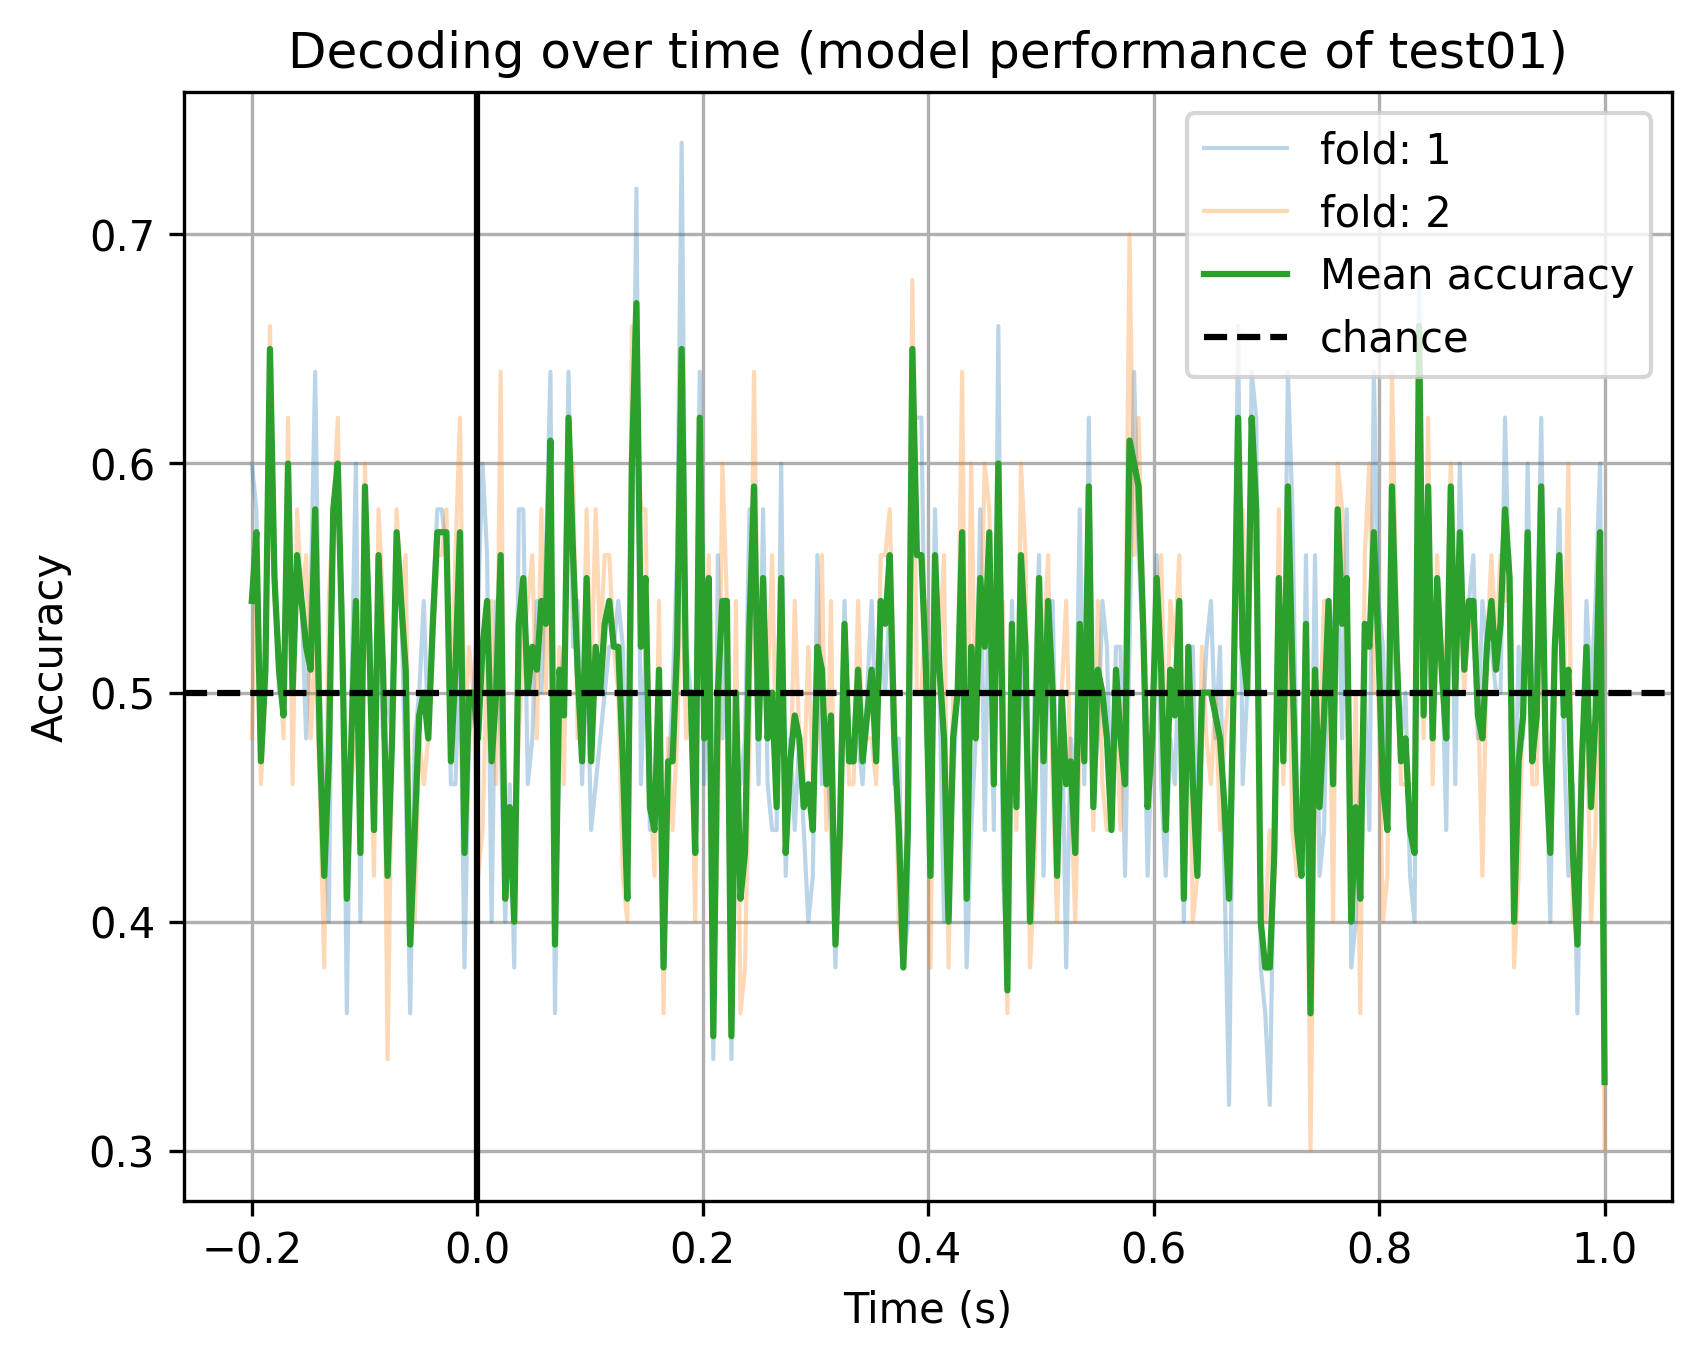 Decoding over time (model performance of test01)
fold: 1
fold: 2
Mean accuracy
chance
Accuracy
0.7
0.6
0.5
0.4
0.3
−0.2 0.0 0.2 0.4 0.6 0.8 1.0
Time (s)